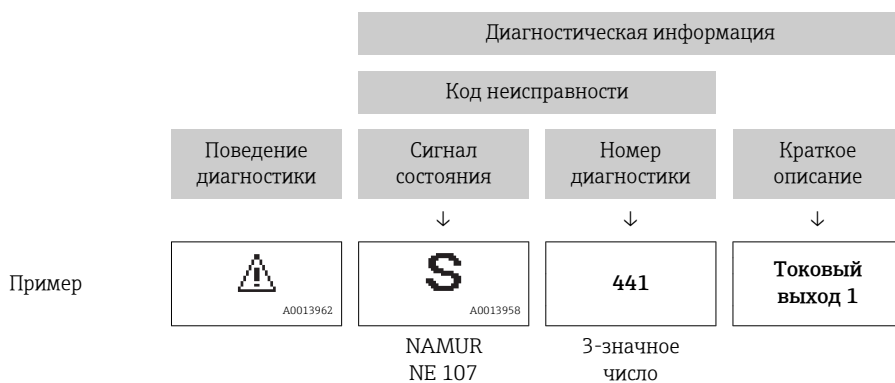 Диагностическая информация
Код неисправности
Поведение
диагностики
Сигнал
состояния
Номер
диагностики
Краткое
описание
↓
↓
↓
Пример
A0013962
S
A0013958
441
Токовый
выход 1
NAMUR
NE 107
3-значное
число